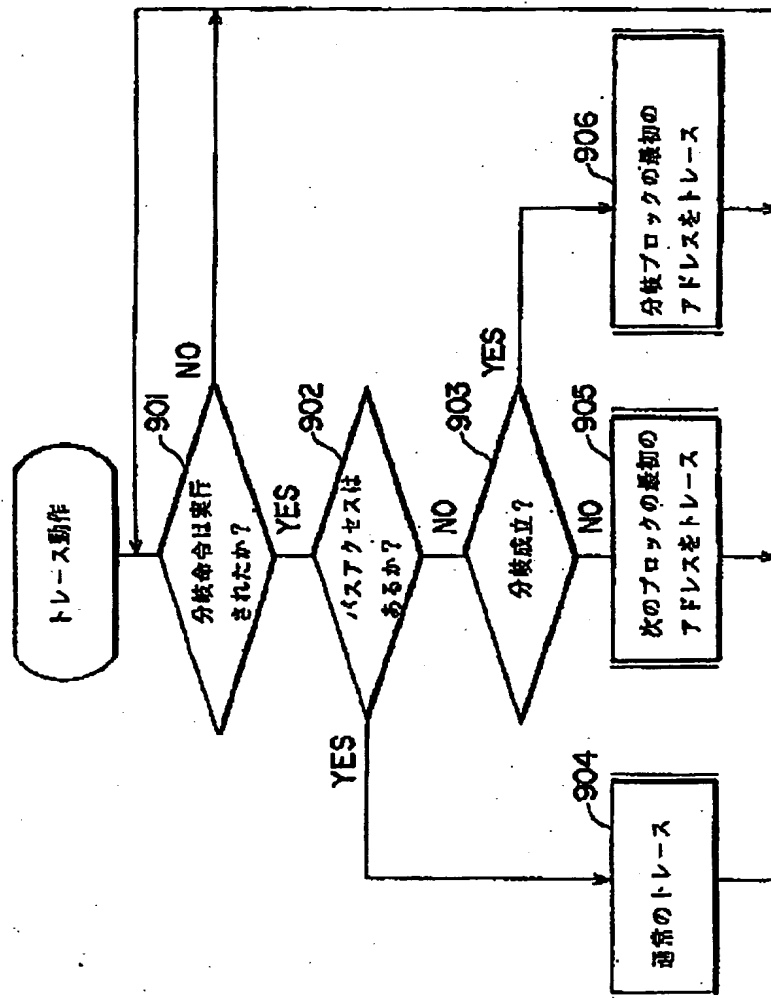 トレース動作
901
分岐命令は実行
されたか?
NO
YES
902
バスアクセスは
あるか?
YES
NO
903
分岐成立?
YES
NO
904
通常のトレース
905
次のブロックの最初の
アドレスをトレース
906
分岐ブロックの最初の
アドレスをトレース